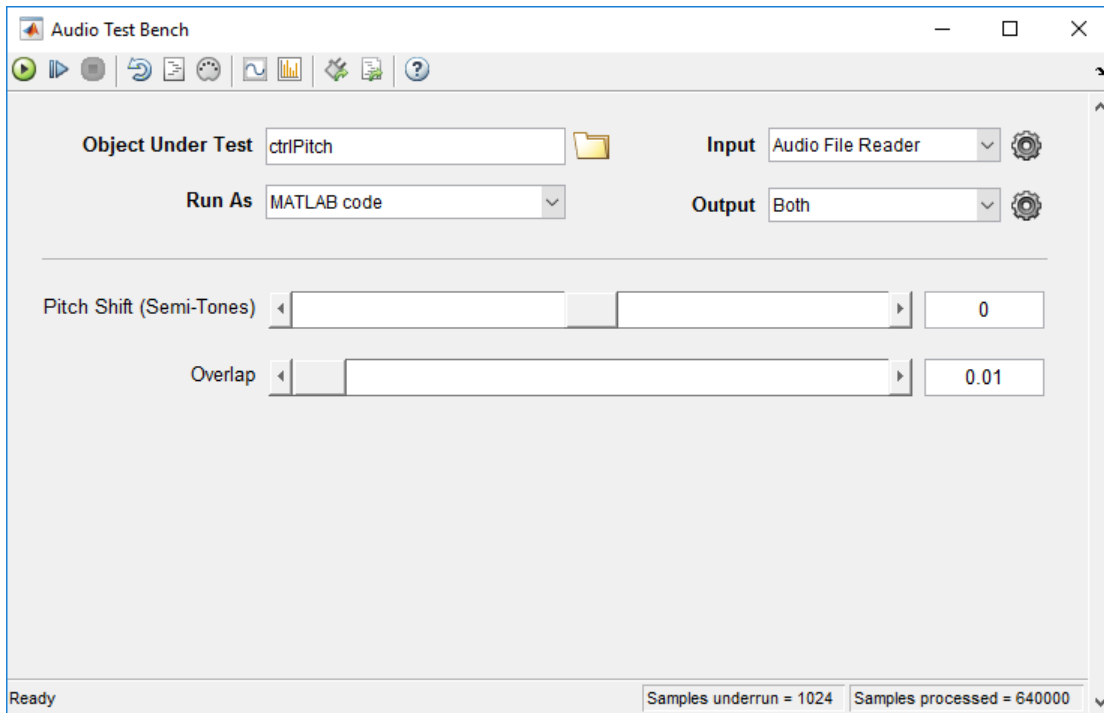 Audio Test Bench
Object Under Test ctrlPitch Input Audio File Reader
Run As MATLAB code Output Both
Pitch Shift (Semi-Tones) 0
Overlap 0.01
Ready Samples underrun = 1024 Samples processed = 640000